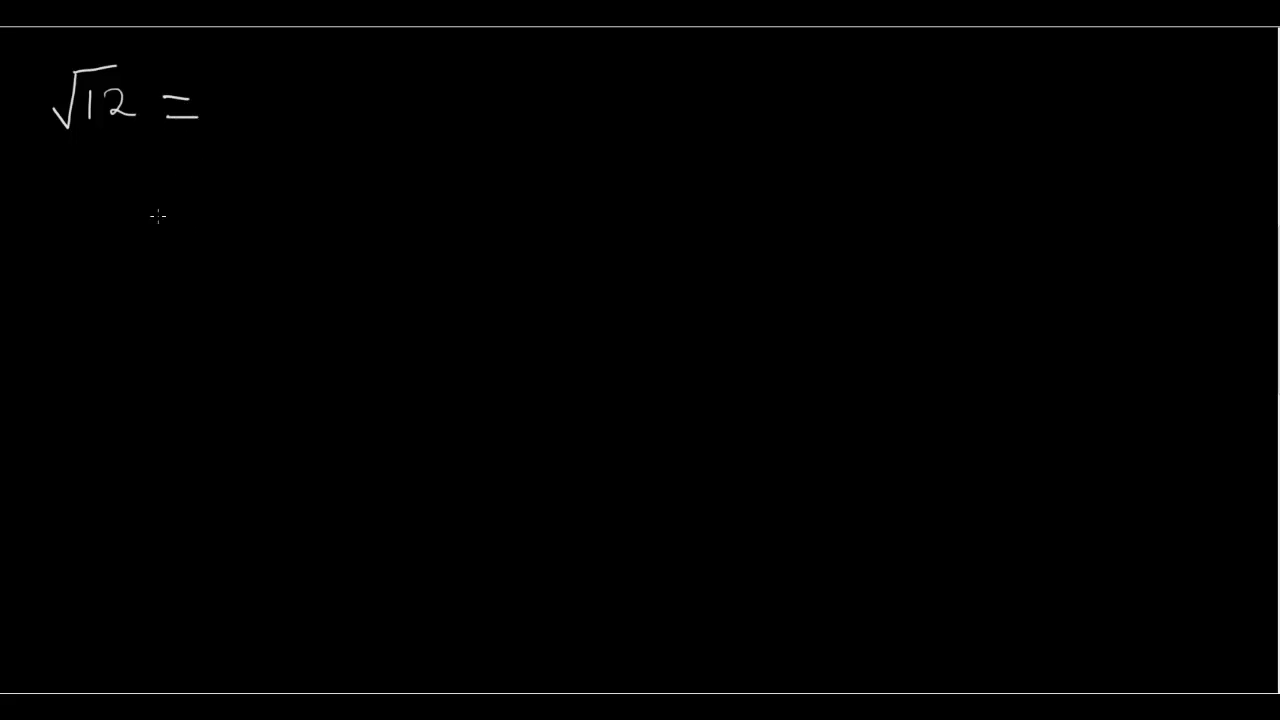 √12 =